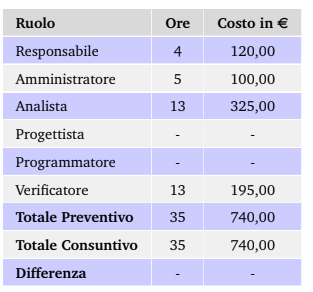 Ruolo Ore Costo in €
Responsabile 4 120,00
Amministratore 5 100,00
Analista 13 325,00
Progettista - -
Programmatore - -
Verificatore 13 195,00
Totale Preventivo 35 740,00
Totale Consuntivo 35 740,00
Differenza - -